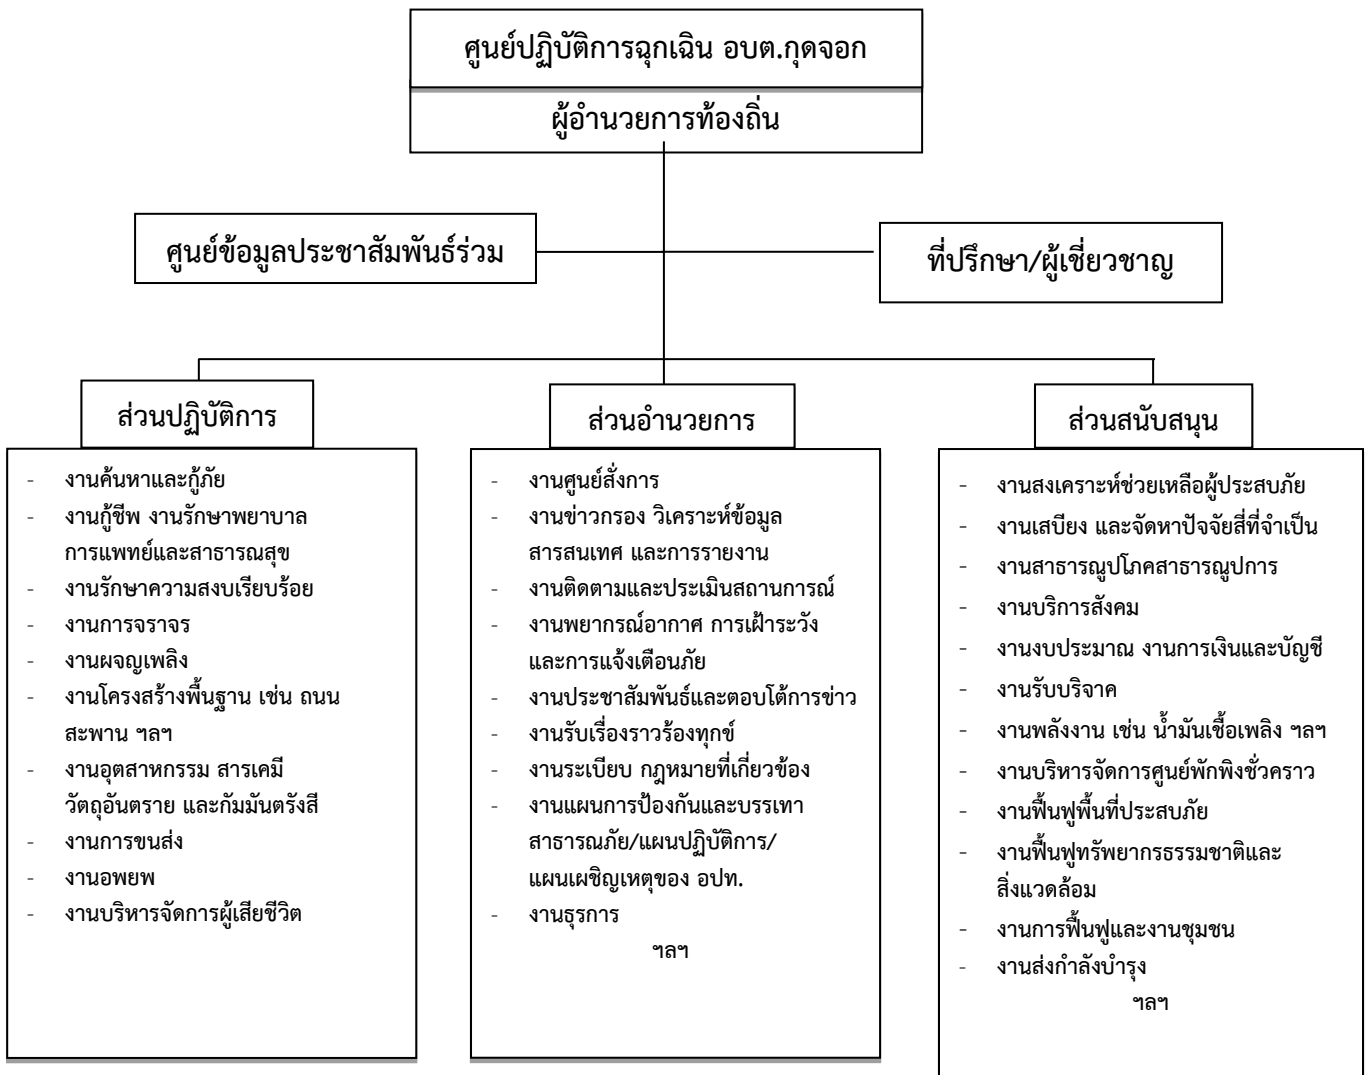 ศูนย์ปฏิบัติการฉุกเฉิน อบต.กุดจอก
ผู้อำนวยการท้องถิ่น
ศูนย์ข้อมูลประชาสัมพันธ์ร่วม
ที่ปรึกษา/ผู้เชี่ยวชาญ
ส่วนปฏิบัติการ
- งานค้นหาและกู้ภัย
- งานกู้ชีพ งานรักษาพยาบาล
การแพทย์และสาธารณสุข
- งานรักษาความสงบเรียบร้อย
- งานการจราจร
- งานผจญเพลิง
- งานโครงสร้างพื้นฐาน เช่น ถนน
สะพาน ฯลฯ
- งานอุตสาหกรรม สารเคมี
วัตถุอันตราย และกัมมันตรังสี
- งานการขนส่ง
- งานอพยพ
- งานบริหารจัดการผู้เสียชีวิต
ส่วนอำนวยการ
- งานศูนย์สั่งการ
- งานข่าวกรอง วิเคราะห์ข้อมูล
สารสนเทศ และการรายงาน
- งานติดตามและประเมินสถานการณ์
- งานพยากรณ์อากาศ การเฝ้าระวัง
และการแจ้งเตือนภัย
- งานประชาสัมพันธ์และตอบโต้การข่าว
- งานรับเรื่องราวร้องทุกข์
- งานระเบียบ กฎหมายที่เกี่ยวข้อง
- งานแผนการป้องกันและบรรเทา
สาธารณภัย/แผนปฏิบัติการ/
แผนเผชิญเหตุของ อปท.
- งานธุรการ
ฯลฯ
ส่วนสนับสนุน
- งานสงเคราะห์ช่วยเหลือผู้ประสบภัย
- งานเสบียง และจัดหาปัจจัยสี่ที่จำเป็น
- งานสาธารณูปโภคสาธารณูปการ
- งานบริการสังคม
- งานงบประมาณ งานการเงินและบัญชี
- งานรับบริจาค
- งานพลังงาน เช่น น้ำมันเชื้อเพลิง ฯลฯ
- งานบริหารจัดการศูนย์พักพิงชั่วคราว
- งานฟื้นฟูพื้นที่ประสบภัย
- งานฟื้นฟูทรัพยากรธรรมชาติและ
สิ่งแวดล้อม
- งานการฟื้นฟูและงานชุมชน
- งานส่งกำลังบำรุง
ฯลฯ